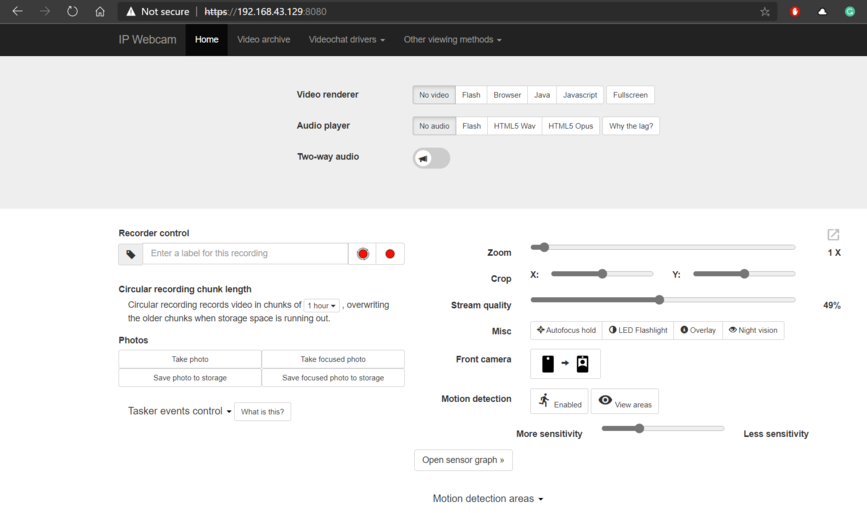 Not secure | https://192.168.43.129:8080
IP Webcam Home Video archive Videochat drivers Other viewing methods
Video renderer No video Flash Browser Java Javascript Fullscreen
Audio player No audio Flash HTML5 Wav HTML5 Opus Why the lag?
Two-way audio
Recorder control
Enter a label for this recording
Circular recording chunk length
Circular recording records video in chunks of 1 hour , overwriting
the older chunks when storage space is running out.
Photos
Take photo Take focused photo
Save photo to storage Save focused photo to storage
Tasker events control What is this?
Zoom 1 X
Crop X: Y:
Stream quality 49%
Misc Autofocus hold LED Flashlight Overlay Night vision
Front camera
Motion detection Enabled View areas
More sensitivity Less sensitivity
Open sensor graph »
Motion detection areas